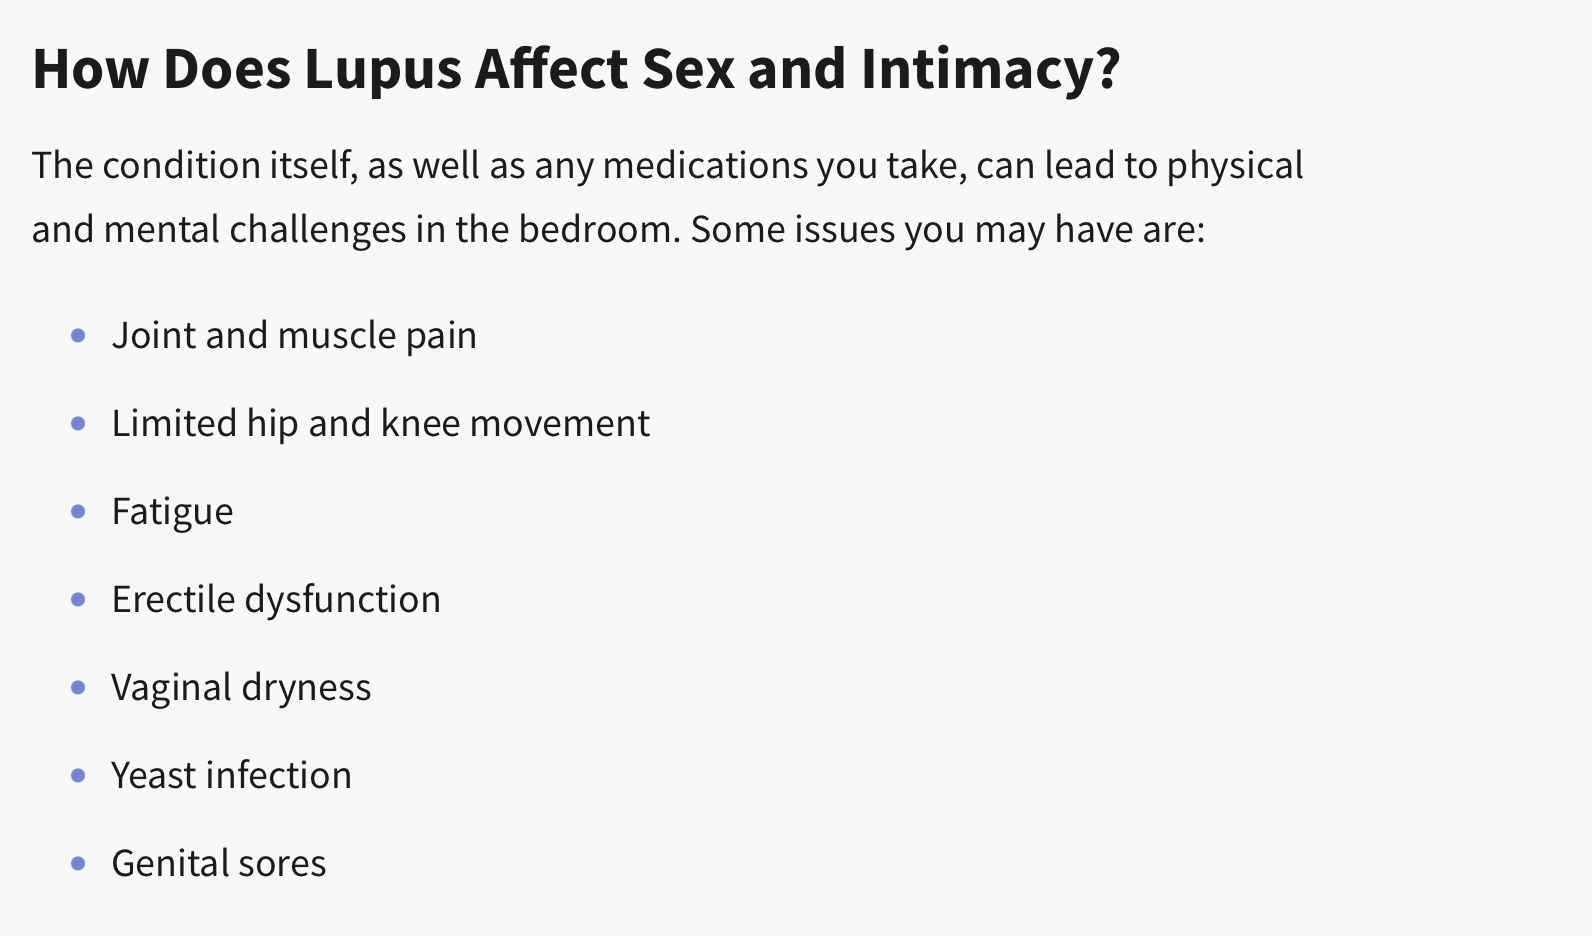 How Does Lupus Affect Sex and Intimacy?
The condition itself, as well as any medications you take, can lead to physical
and mental challenges in the bedroom. Some issues you may have are:
Joint and muscle pain
Limited hip and knee movement
Fatigue
Erectile dysfunction
Vaginal dryness
Yeast infection
Genital sores